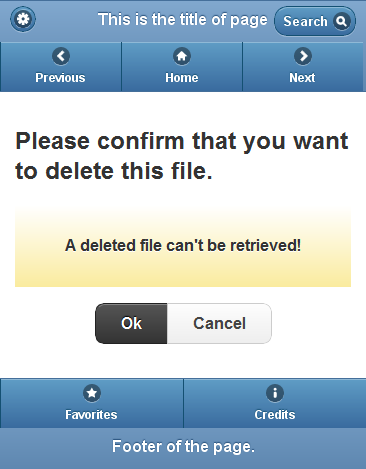 This is the title of page
Search
Previous
Home
Next
Please confirm that you want
to delete this file.
A deleted file can't be retrieved!
Ok
Cancel
Favorites
Credits
Footer of the page.